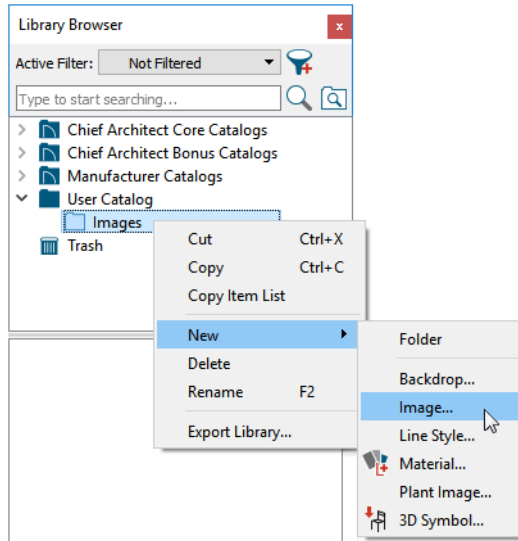 Library Browser
x
Active Filter: Not Filtered
Type to start searching...
Chief Architect Core Catalogs
Chief Architect Bonus Catalogs
Manufacturer Catalogs
User Catalog
Images
Trash
Cut Ctrl+X
Copy Ctrl+C
Copy Item List
New
Delete
Rename F2
Export Library...
Folder
Backdrop...
Image...
Line Style...
Material...
Plant Image...
3D Symbol...